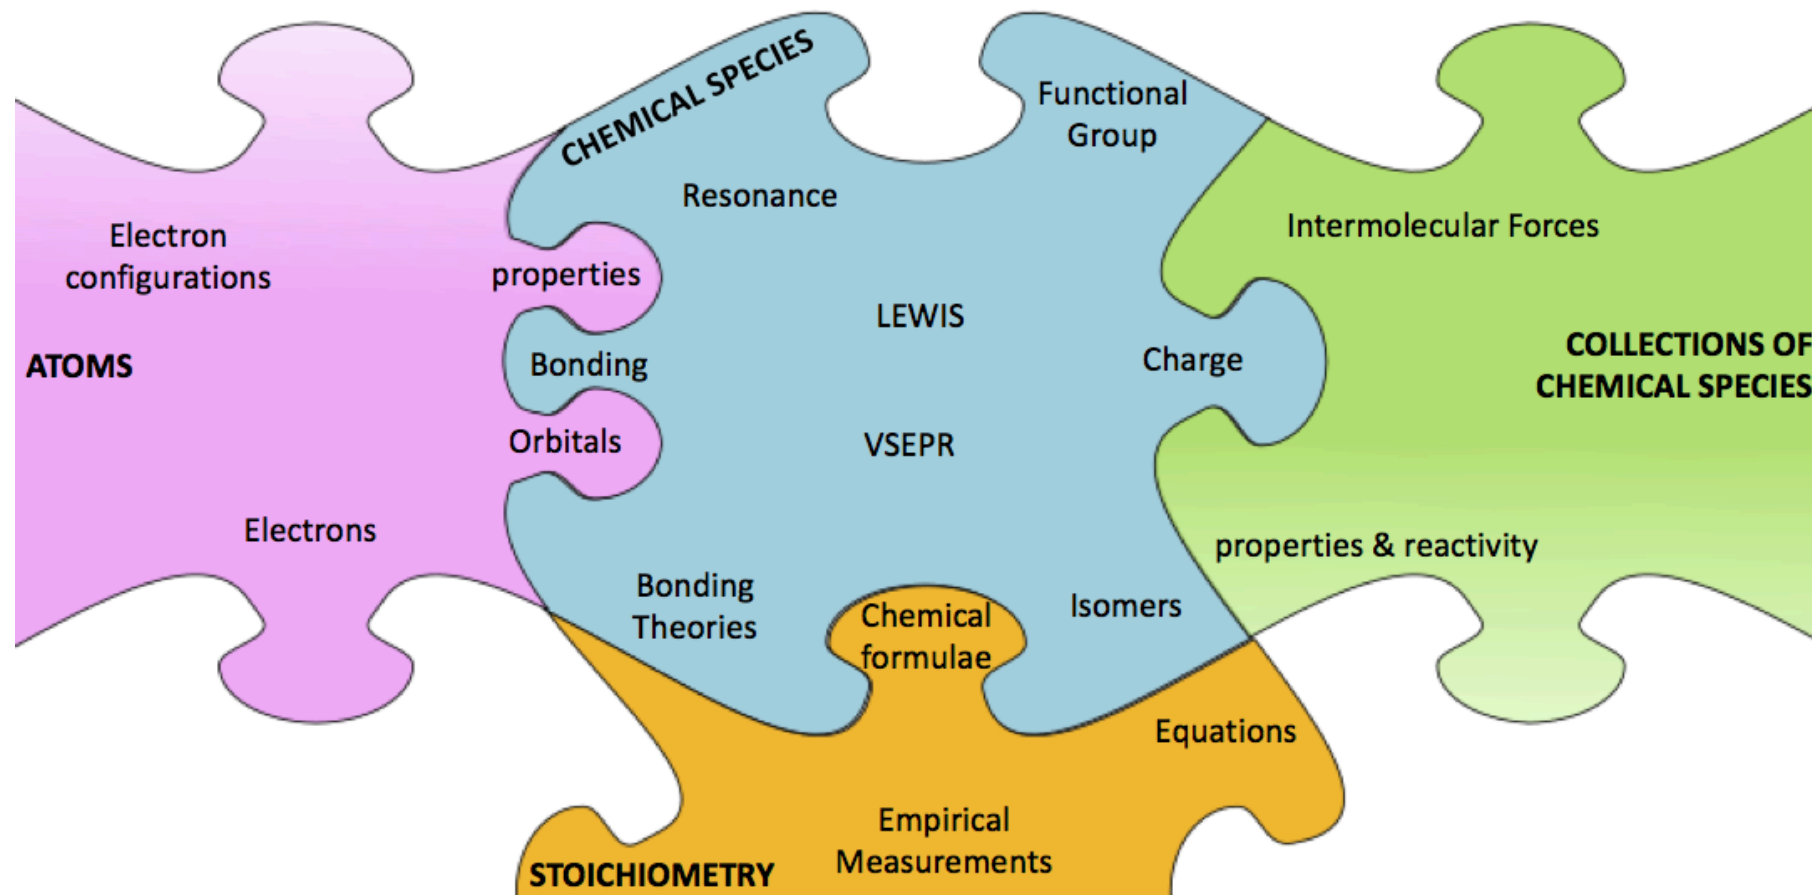 CHEMICAL SPECIES
Functional
Group
Resonance
Electron
configurations
properties
Intermolecular Forces
LEWIS
ATOMS
Bonding
Charge
COLLECTIONS OF
CHEMICAL SPECIES
Orbitals
VSEPR
Electrons
properties & reactivity
Bonding
Theories
Chemical
formulae
Isomers
Equations
Empirical
Measurements
STOICHIOMETRY